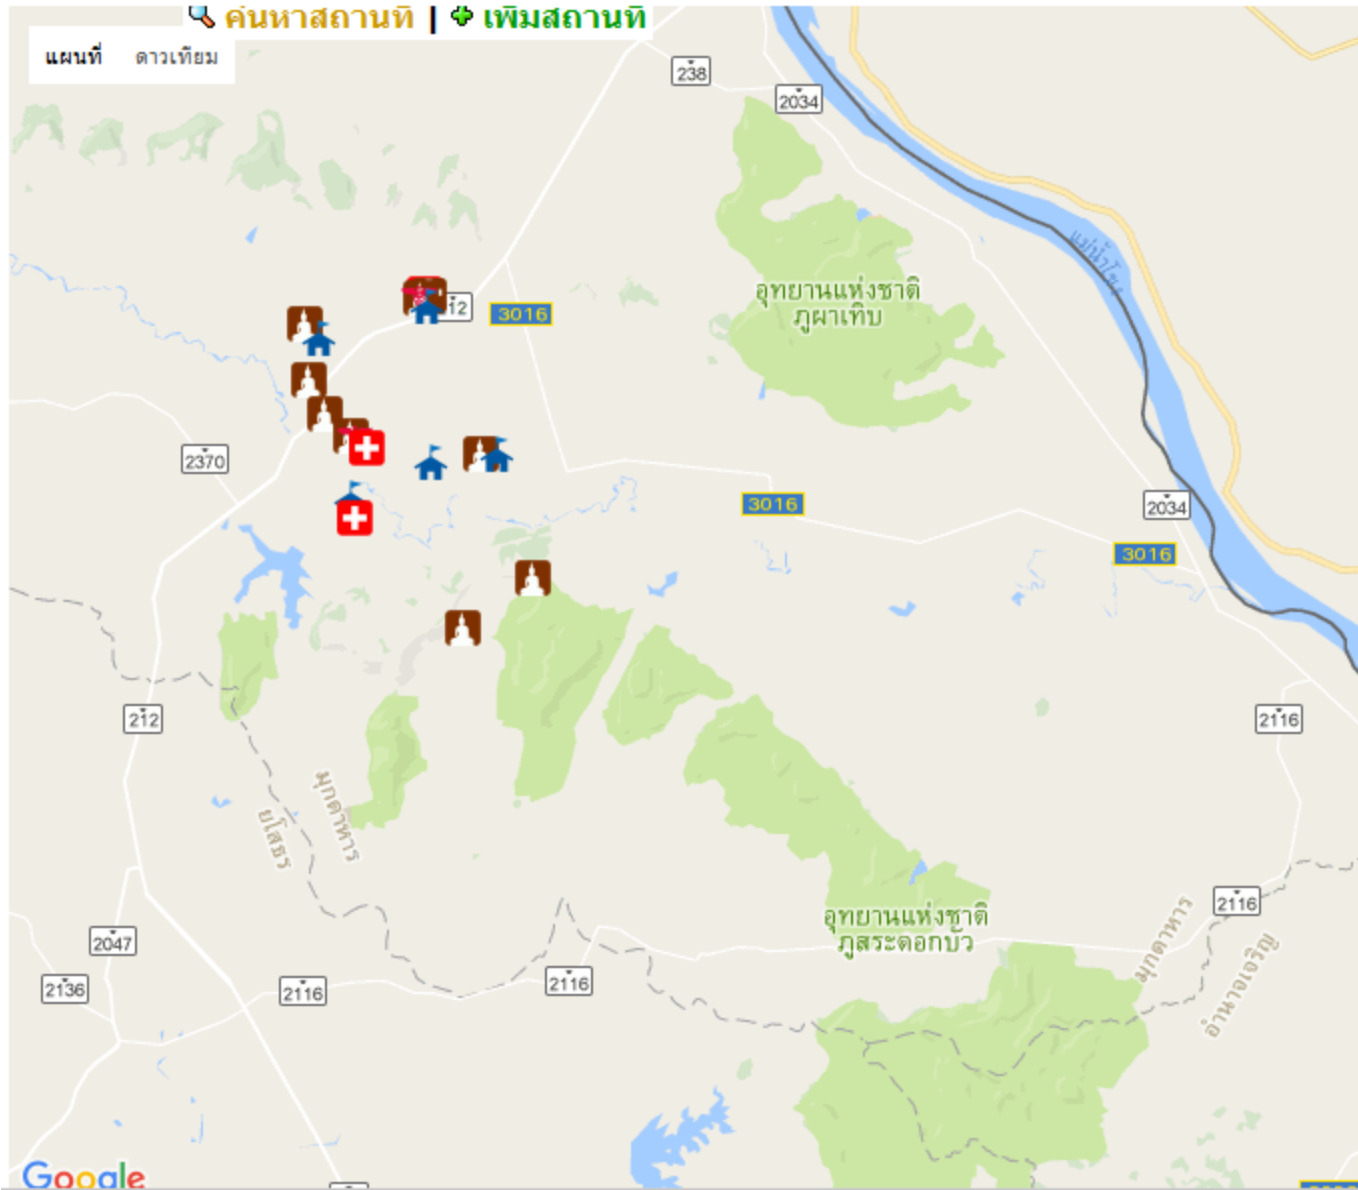 ค้นหาสถานที่ | เพิ่มสถานที่
แผนที่ ดาวเทียม
238
2034
แม่น้ำโขง
อุทยานแห่งชาติ
ภูผาเทิบ
12
3016
2370
3016
2034
3016
212
2116
มุกดาหาร
ยโสธร
2116
มุกดาหาร
อำนาจเจริญ
อุทยานแห่งชาติ
ภูสระดอกบัว
2047
2136
2116
2116
Google